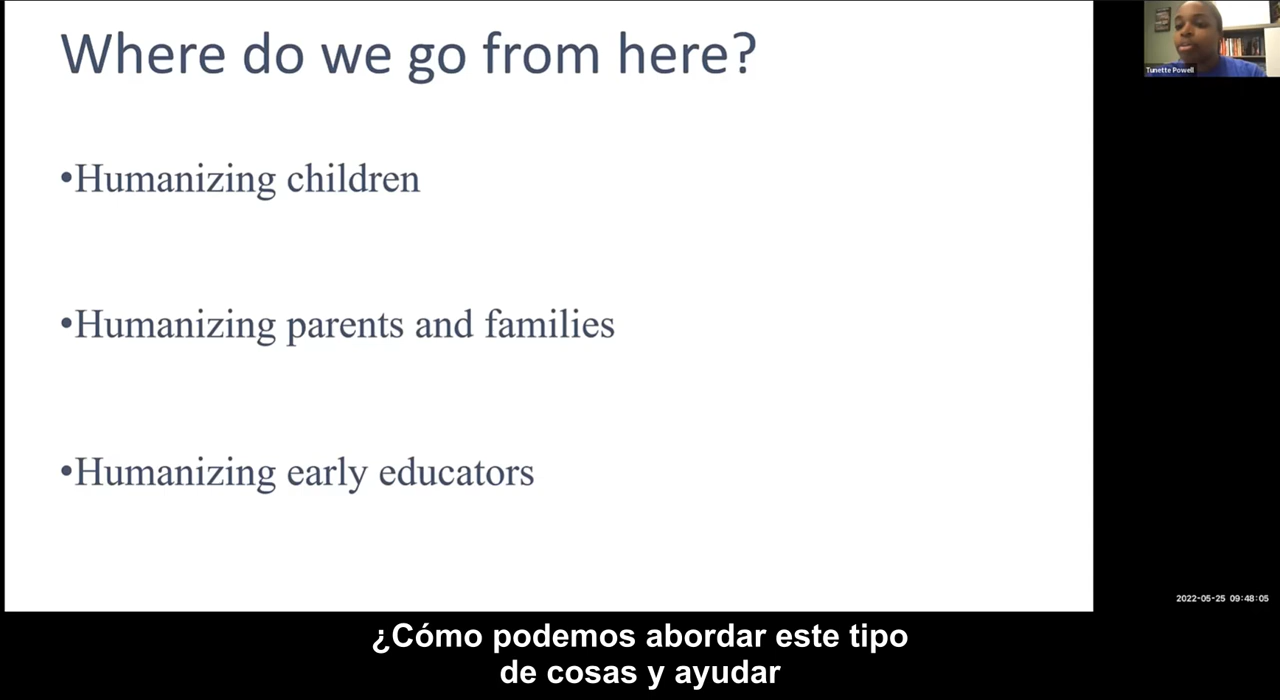 Where do we go from here?
Tunette Powell
•Humanizing children
•Humanizing parents and families
•Humanizing early educators
2022-05-25 09:48:05
¿Cómo podemos abordar este tipo
de cosas y ayudar